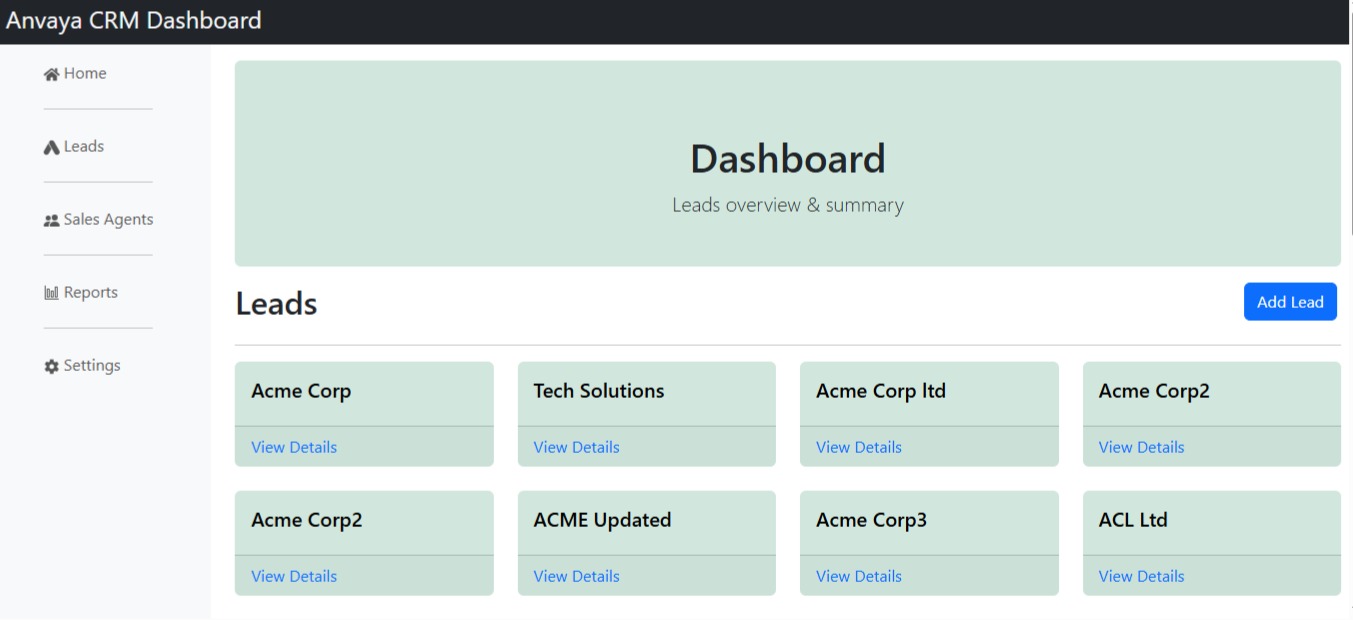 Anvaya CRM Dashboard
Home
Leads
Sales Agents
Reports
Settings
Dashboard
Leads overview & summary
Leads
Add Lead
Acme Corp
View Details
Tech Solutions
View Details
Acme Corp ltd
View Details
Acme Corp2
View Details
Acme Corp2
View Details
ACME Updated
View Details
Acme Corp3
View Details
ACL Ltd
View Details